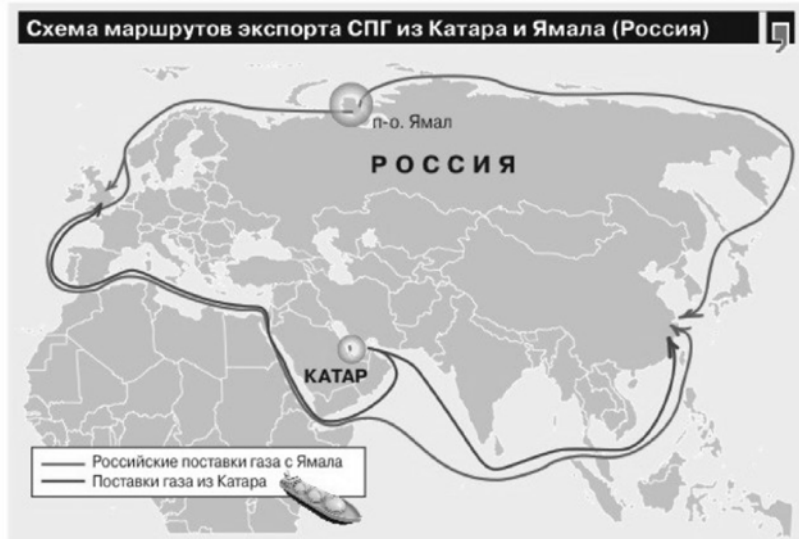 Схема маршрутов экспорта СПГ из Катара и Ямала (Россия)
п-о. Ямал
РОССИЯ
КАТАР
Российские поставки газа с Ямала
Поставки газа из Катара